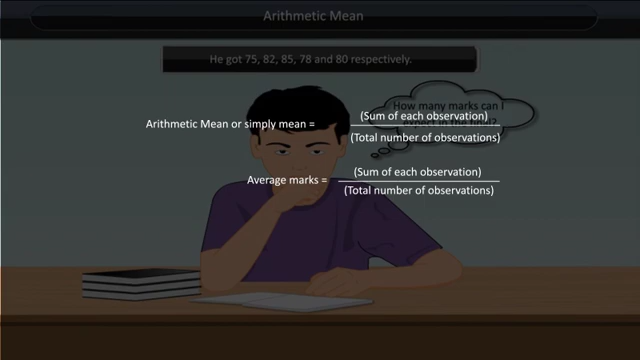 Arithmetic Mean
He got 75, 82, 85, 78 and 80 respectively.
How many marks can I
Arithmetic Mean or simply mean = (Sum of each observation)
(Total number of observations)
Average marks = (Sum of each observation)
(Total number of observations)